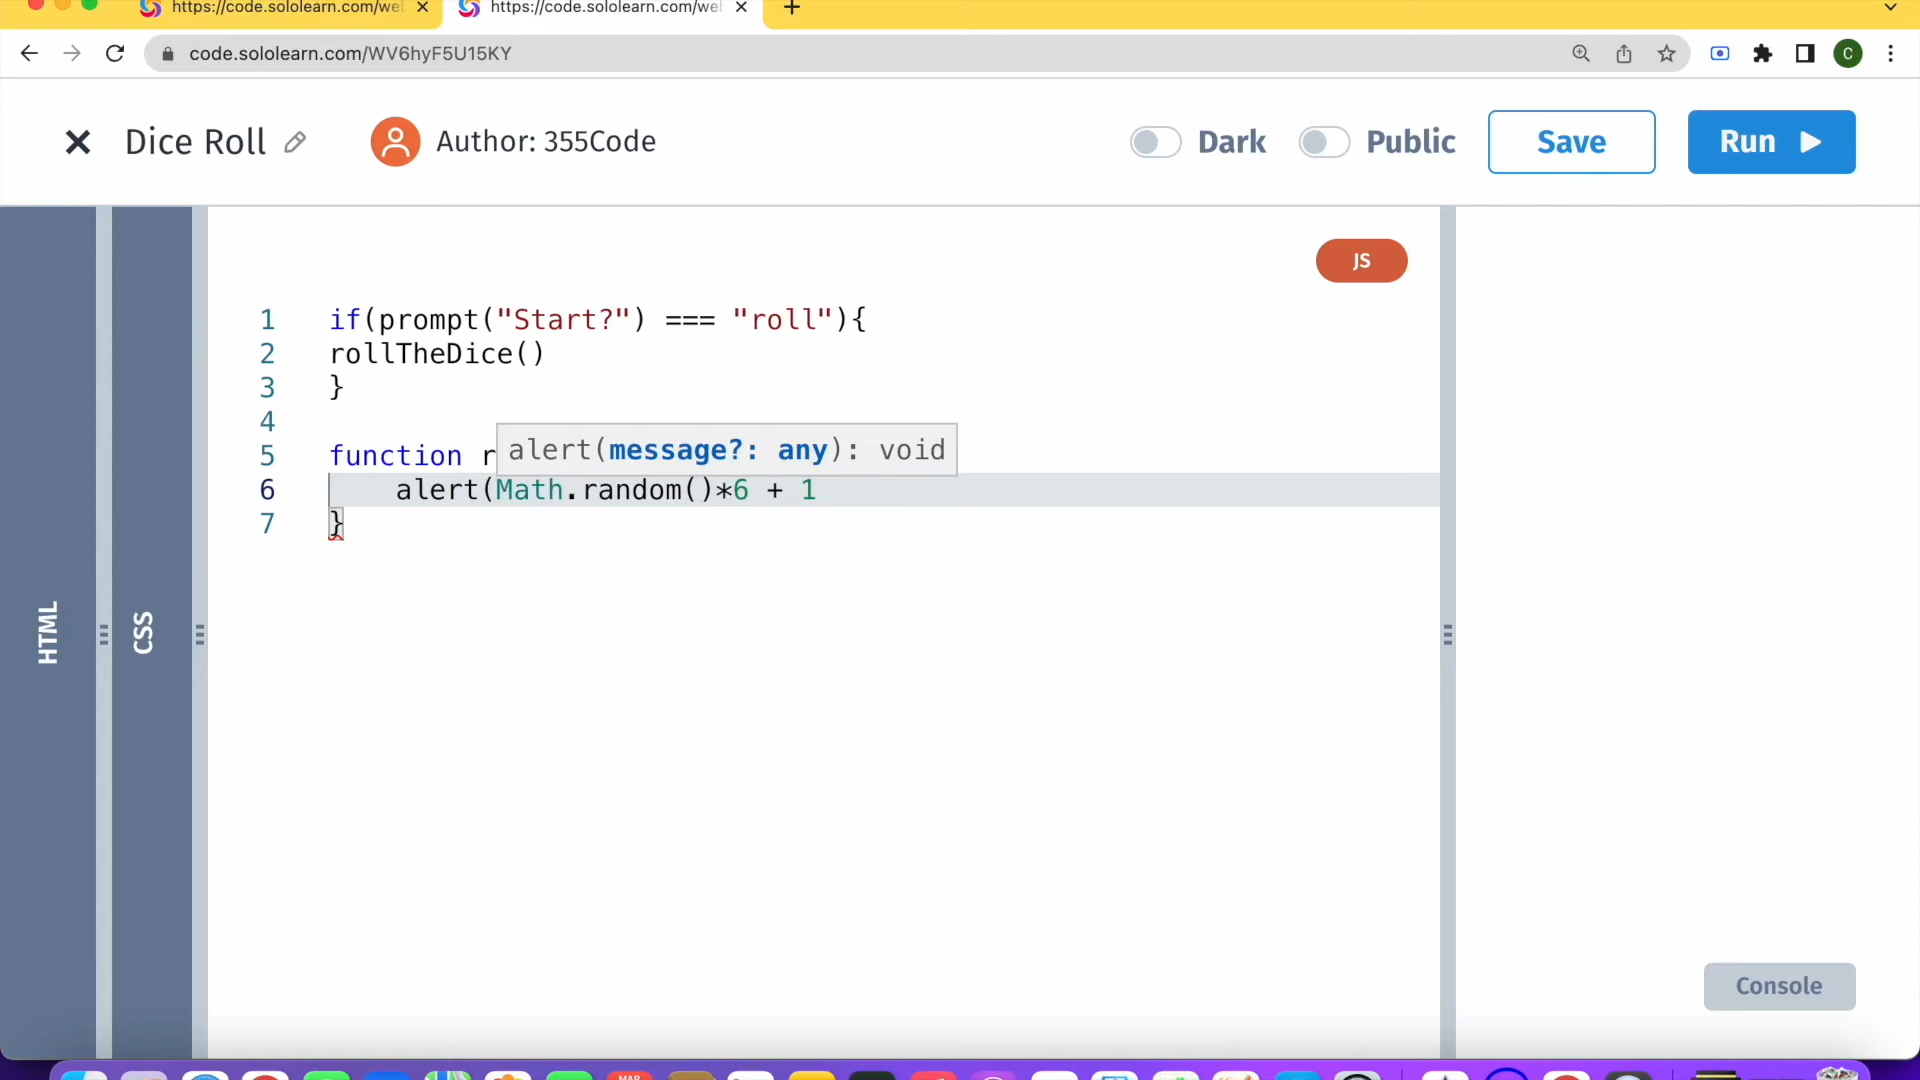 https://code.sololearn.com/we
https://code.sololearn.com/we
code.sololearn.com/WV6hyF5U15KY
C
Dice Roll
Author: 355Code
Dark
Public
Save
Run
HTML
CSS
JS
1 if(prompt("Start?") === "roll"){
2 rollTheDice()
3 }
4
alert(message?: any): void
5 function r
6 alert(Math.random()*6 + 1
7 }
Console
MAR